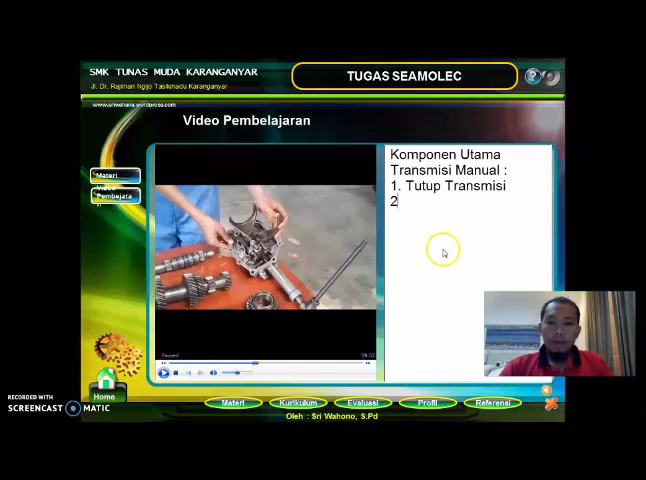 SMK TUNAS MUDA KARANGANYAR
Jl. Dr. Rajiman Ngijo Tasikmadu Karanganyar
TUGAS SEAMOLEC
?
Video Pembelajaran
Materi
Video
Pembejara
n
Komponen Utama
Transmisi Manual :
1. Tutup Transmisi
2
Paused
RECORDED WITH
SCREENCAST MATIC
Home
Materi
Kurikulum
Evaluasi
Profil
Referensi
Oleh : Sri Wahono, S.Pd